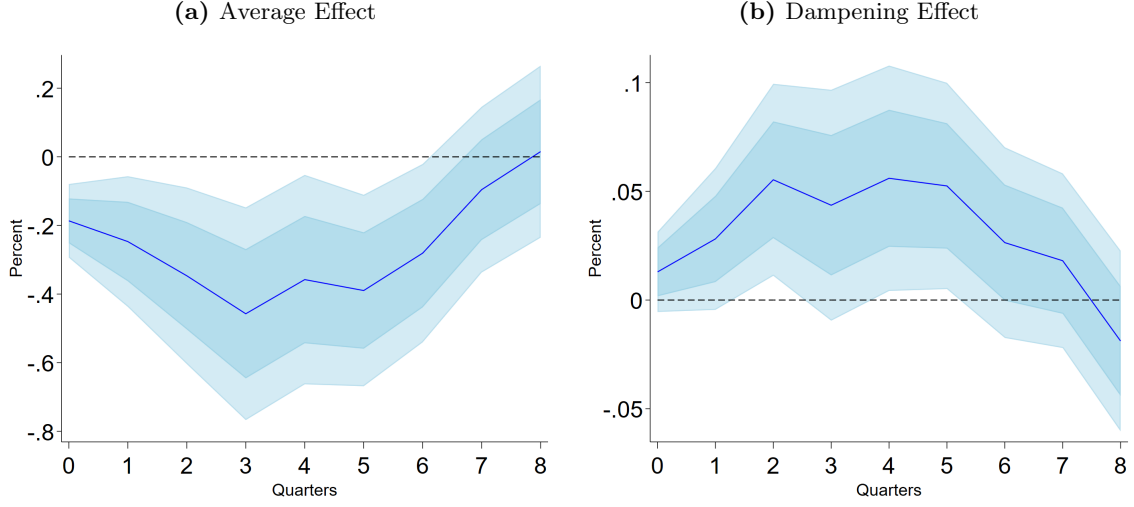 (a) Average Effect
.2
0
-.2
-.4
-.6
-.8
Percent
0 1 2 3 4 5 6 7 8
Quarters
(b) Dampening Effect
.1
.05
0
-.05
Percent
0 1 2 3 4 5 6 7 8
Quarters